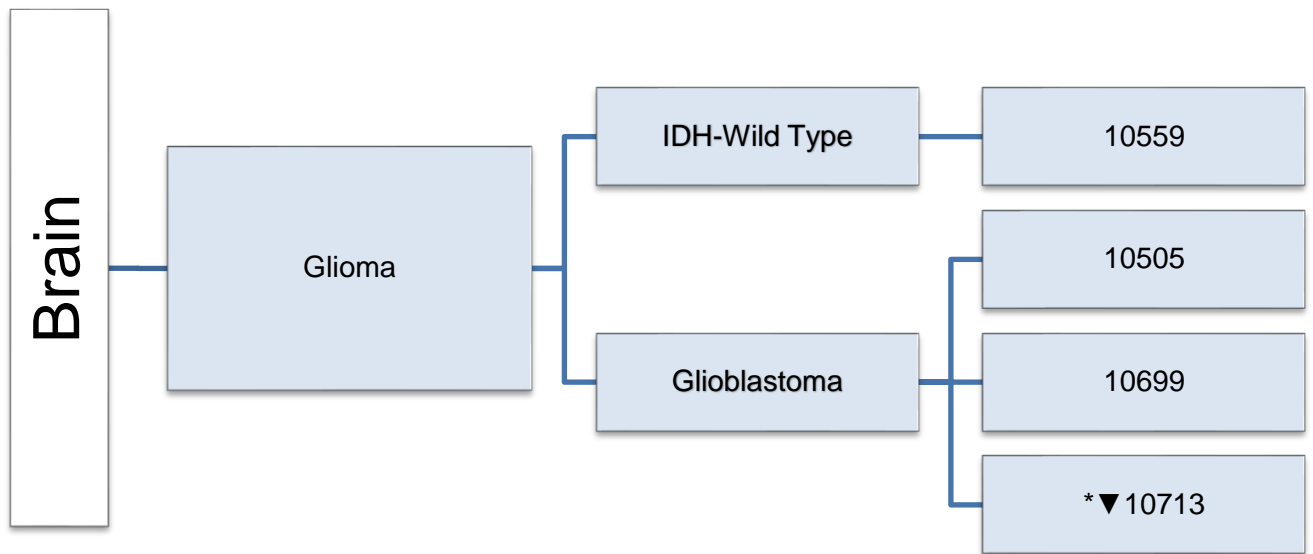 Brain
Glioma
IDH-Wild Type
10559
Glioblastoma
10505
10699
*▼10713